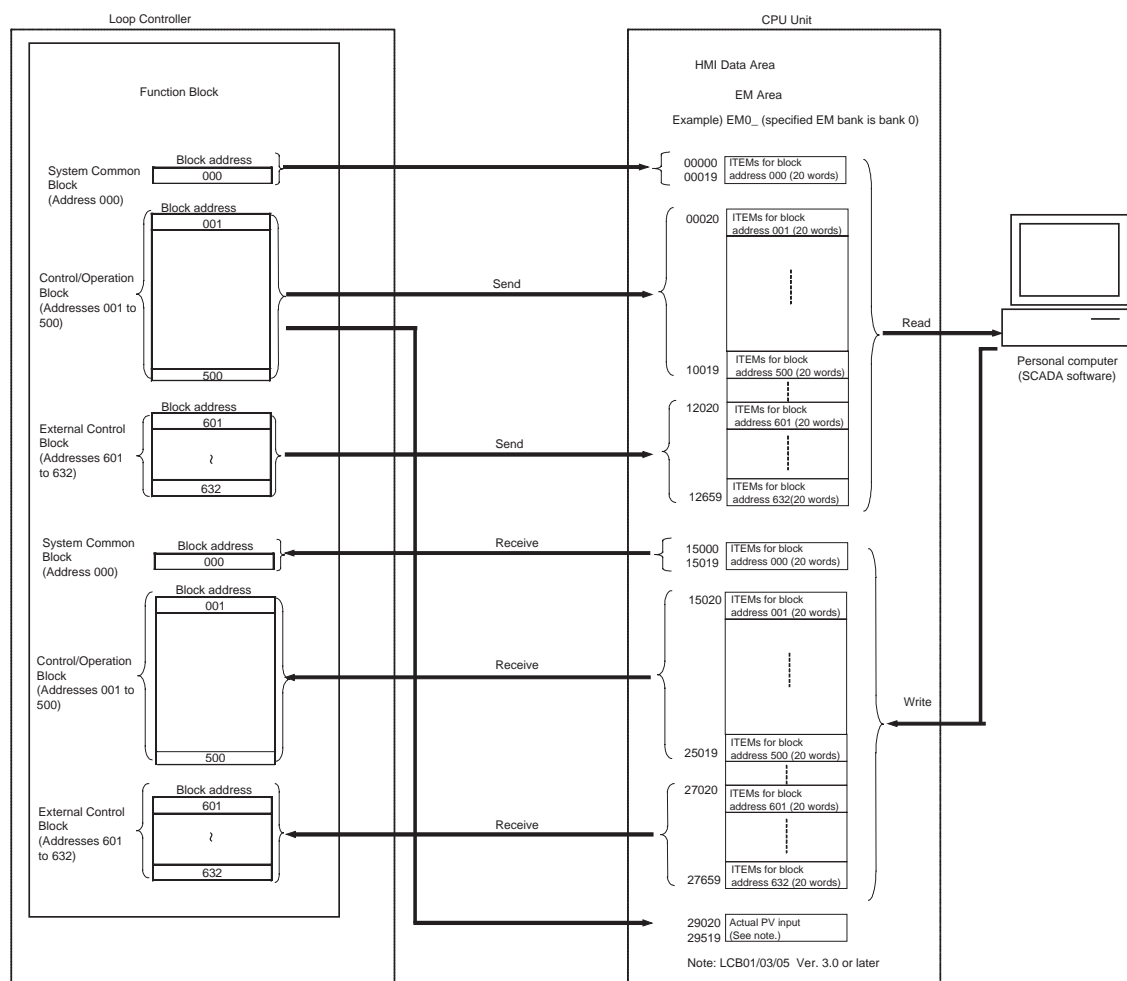 Loop Controller
CPU Unit
Function Block
HMI Data Area
EM Area
Example) EM0_ (specified EM bank is bank 0)
System Common
Block
(Address 000)
Block address
000
00000
00019
ITEMs for block
address 000 (20 words)
Control/Operation
Block
(Addresses 001 to
500)
Block address
001
500
Send
00020
ITEMs for block
address 001 (20 words)
10019
ITEMs for block
address 500 (20 words)
Read
Personal computer
(SCADA software)
External Control
Block
(Addresses 601
to 632)
Block address
601
~
632
Send
12020
ITEMs for block
address 601 (20 words)
12659
ITEMs for block
address 632(20 words)
System Common
Block
(Address 000)
Block address
000
Receive
15000
15019
ITEMs for block
address 000 (20 words)
Control/Operation
Block
(Addresses 001 to
500)
Block address
001
500
Receive
15020
ITEMs for block
address 001 (20 words)
25019
ITEMs for block
address 500 (20 words)
Write
External Control
Block
(Addresses 601
to 632)
Block address
601
~
632
Receive
27020
ITEMs for block
address 601 (20 words)
27659
ITEMs for block
address 632 (20 words)
29020
29519
Actual PV input
(See note.)
Note: LCB01/03/05 Ver. 3.0 or later